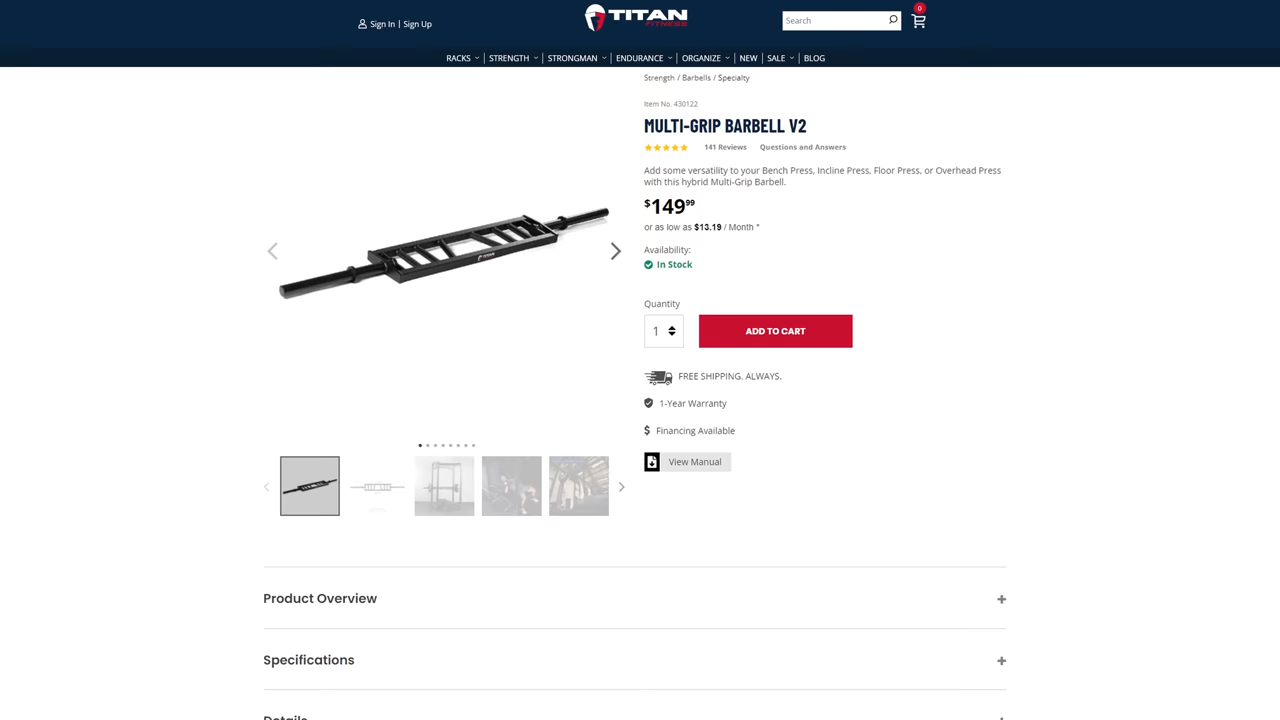 Sign In | Sign Up
TITAN
FITNESS
Search
0
RACKS | STRENGTH | STRONGMAN | ENDURANCE | ORGANIZE | NEW | SALE | BLOG
Strength / Barbells / Specialty
Item No. 430122
MULTI-GRIP BARBELL V2
141 Reviews Questions and Answers
Add some versatility to your Bench Press, Incline Press, Floor Press, or Overhead Press
with this hybrid Multi-Grip Barbell.
$149.99
or as low as $13.19 / Month *
Availability:
In Stock
Quantity
1
ADD TO CART
FREE SHIPPING. ALWAYS.
1-Year Warranty
$ Financing Available
View Manual
TITAN
Product Overview +
Specifications +
Details